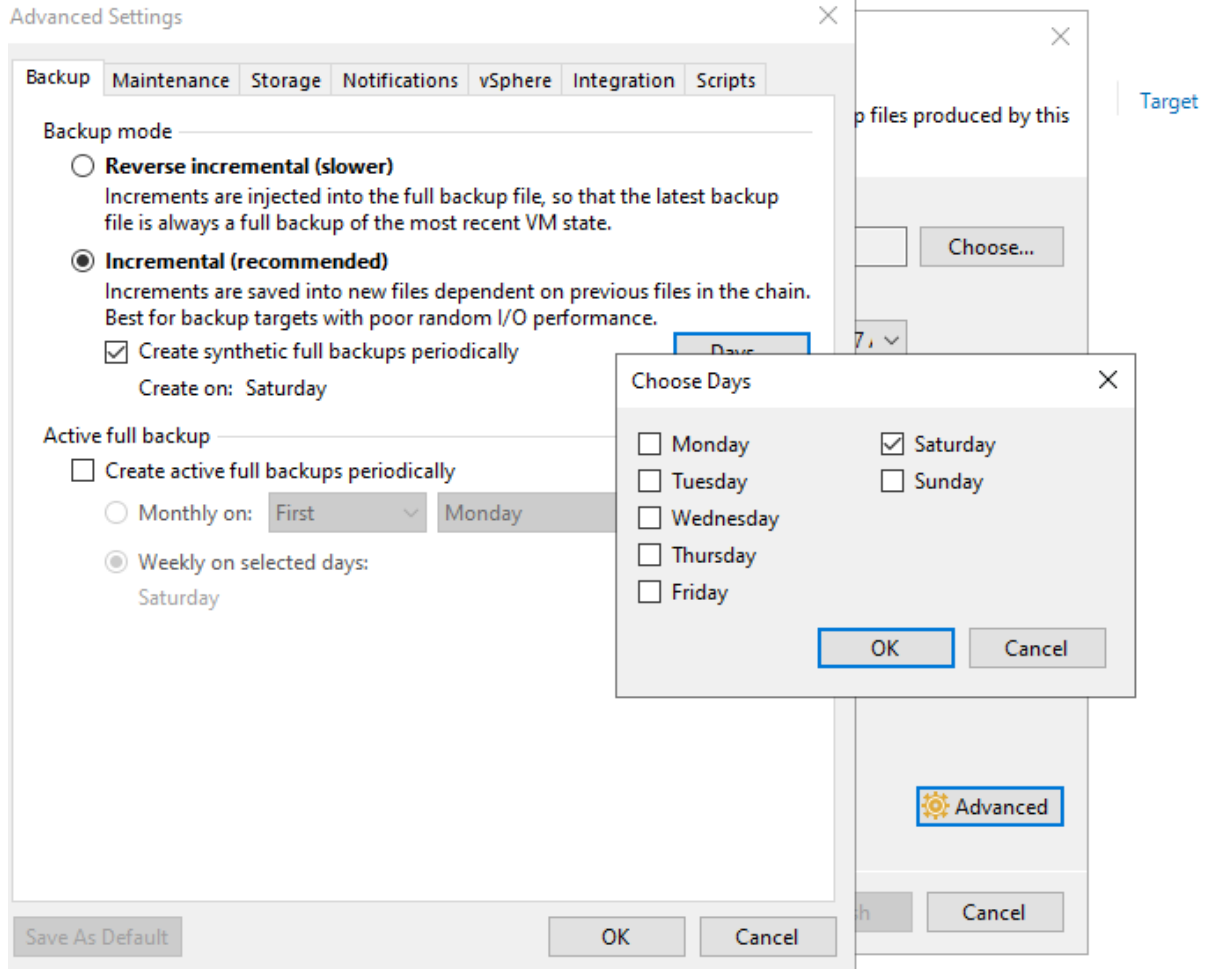 Advanced Settings
Backup Maintenance Storage Notifications vSphere Integration Scripts
Backup mode
Reverse incremental (slower)
Increments are injected into the full backup file, so that the latest backup
file is always a full backup of the most recent VM state.
Incremental (recommended)
Increments are saved into new files dependent on previous files in the chain.
Best for backup targets with poor random I/O performance.
Create synthetic full backups periodically
Days...
Create on: Saturday
Active full backup
Create active full backups periodically
Monthly on: First Monday
Weekly on selected days:
Saturday
Save As Default OK Cancel
Choose Days
Monday Saturday
Tuesday Sunday
Wednesday
Thursday
Friday
OK Cancel
p files produced by this
Target
Choose...
Advanced
Cancel